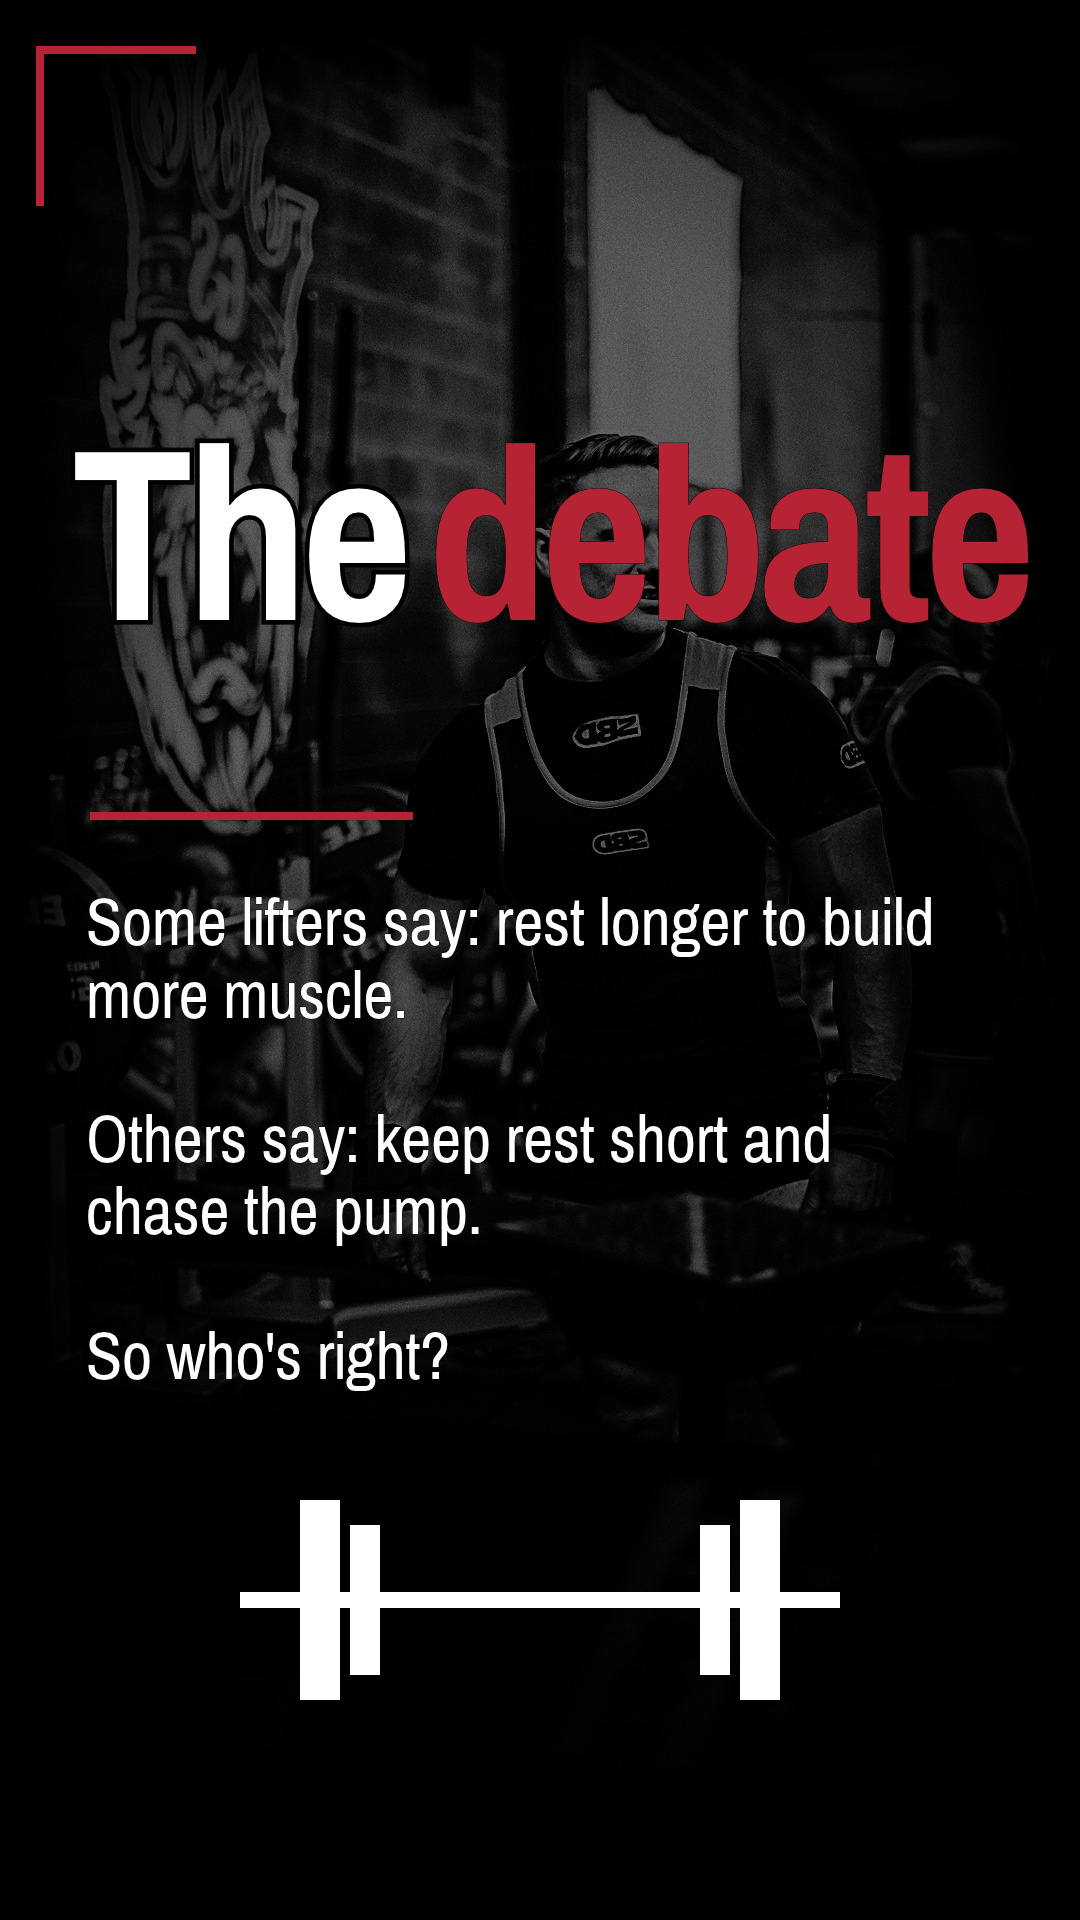 The debate
Some lifters say: rest longer to build
more muscle.
Others say: keep rest short and
chase the pump.
So who's right?